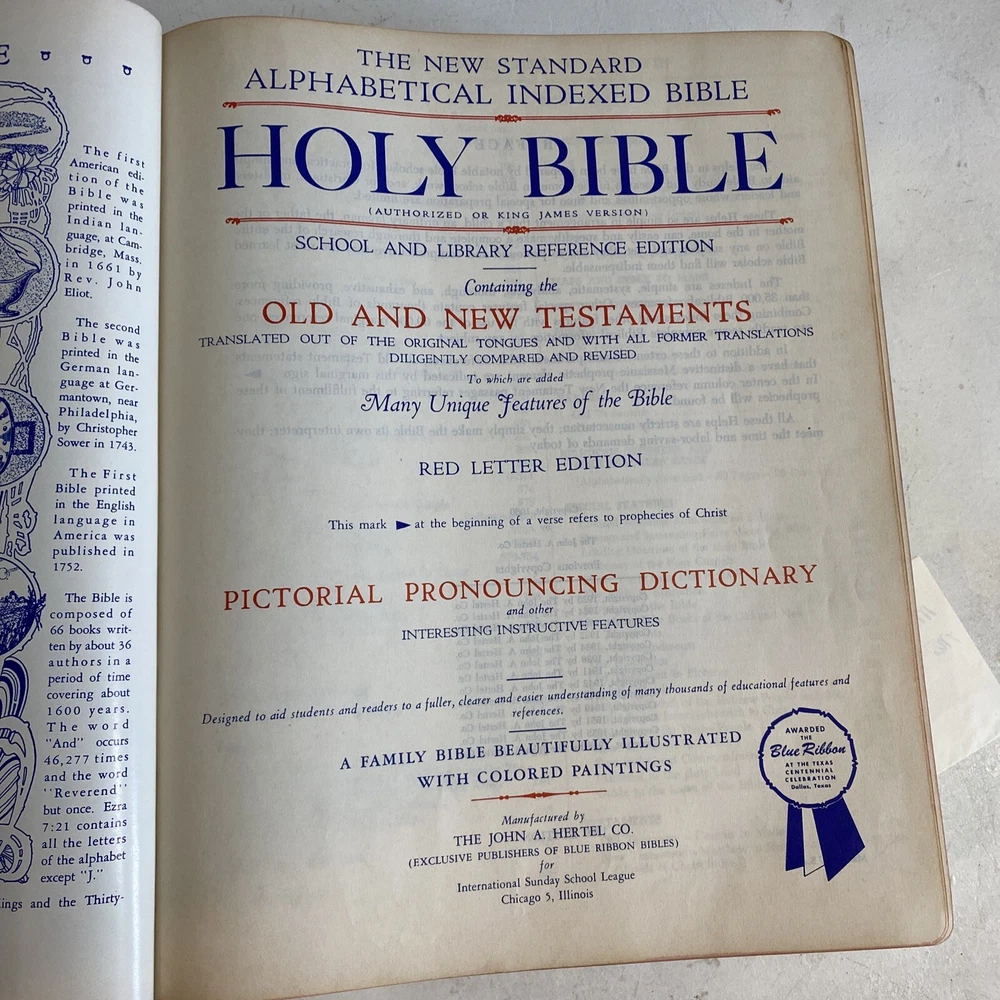 The first
American edi-
tion of the
Bible was
printed in the
Indian lan-
guage, at Cam-
bridge, Mass.
in 1661 by
Rev. John
Eliot.
The second
Bible was
printed in the
German lan-
guage at Ger-
mantown, near
Philadelphia,
by Christopher
Sower in 1743.
The First
Bible printed
in the English
language in
America was
published in
1752.
The Bible is
composed of
66 books writ-
ten by about 36
authors in a
period of time
covering about
1600 years.
The word
"And" occurs
46,277 times
and the word
"Reverend"
but once. Ezra
7:21 contains
all the letters
of the alphabet
except "J."
and the Thirty-
THE NEW STANDARD
ALPHABETICAL INDEXED BIBLE
HOLY BIBLE
(AUTHORIZED OR KING JAMES VERSION)
SCHOOL AND LIBRARY REFERENCE EDITION
Containing the
OLD AND NEW TESTAMENTS
TRANSLATED OUT OF THE ORIGINAL TONGUES AND WITH ALL FORMER TRANSLATIONS
DILIGENTLY COMPARED AND REVISED
To which are added
Many Unique Features of the Bible
RED LETTER EDITION
This mark ► at the beginning of a verse refers to prophecies of Christ
PICTORIAL PRONOUNCING DICTIONARY
and other
INTERESTING INSTRUCTIVE FEATURES
Designed to aid students and readers to a fuller, clearer and easier understanding of many thousands of educational features and
references.
A FAMILY BIBLE BEAUTIFULLY ILLUSTRATED
WITH COLORED PAINTINGS
AWARDED
THE
Blue Ribbon
AT THE TEXAS
CENTENNIAL
CELEBRATION
Dallas, Texas
Manufactured by
THE JOHN A. HERTEL CO.
(EXCLUSIVE PUBLISHERS OF BLUE RIBBON BIBLES)
for
International Sunday School League
Chicago 5, Illinois